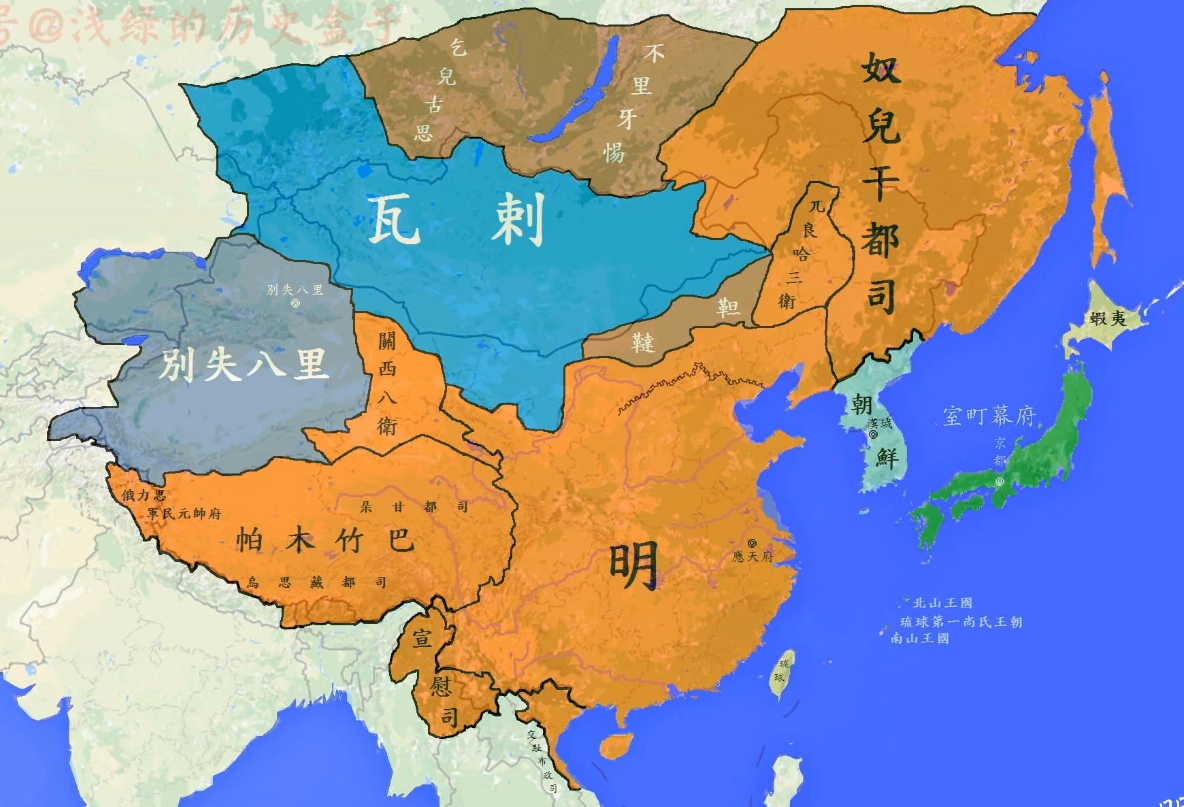 号@浅绿的历史盒子
乞兒古思
不里牙惕
奴兒干都司
瓦剌
兀良哈三衛
別失八里
別失八里
韃靼
關西八衛
蝦夷
朝鮮
漢城
室町幕府
京都
俄力思
軍民元帥府
朵甘都司
帕木竹巴
烏思藏都司
明
應天府
北山王國
琉球第一尚氏王朝
南山王國
宣慰司
琉球
交趾布政司